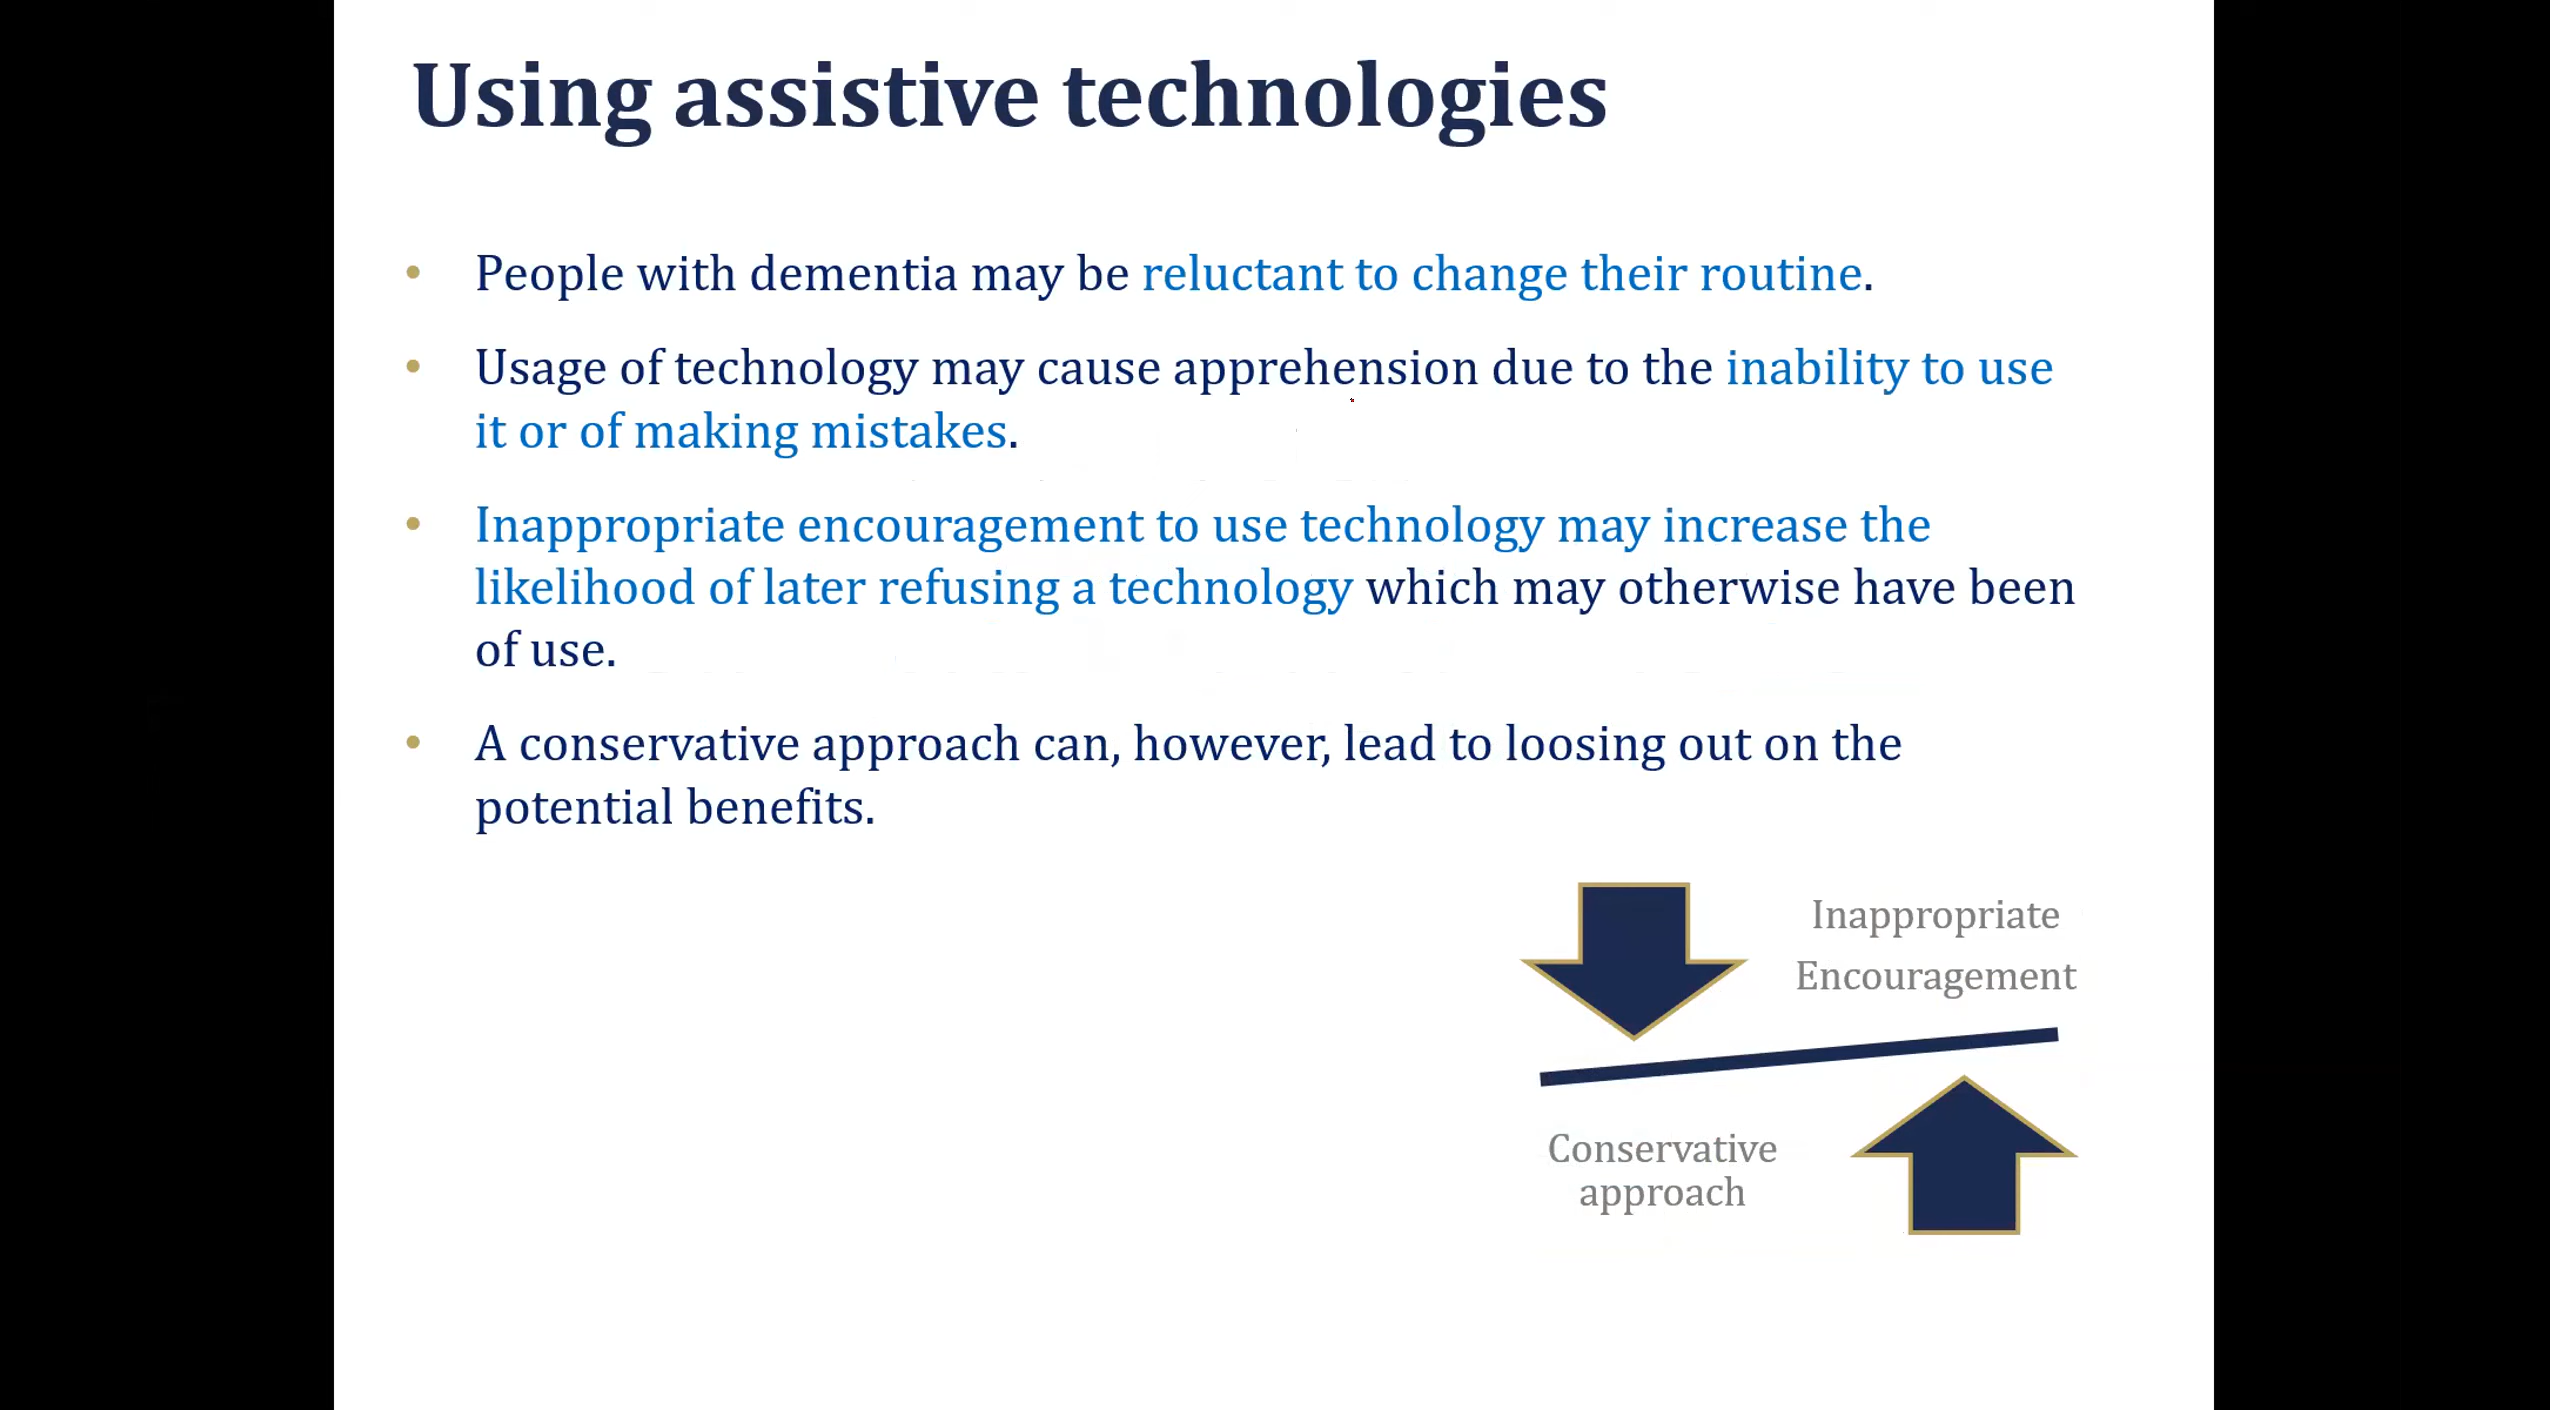 Using assistive technologies
• People with dementia may be reluctant to change their routine.
• Usage of technology may cause apprehension due to the inability to use
it or of making mistakes.
• Inappropriate encouragement to use technology may increase the
likelihood of later refusing a technology which may otherwise have been
of use.
• A conservative approach can, however, lead to loosing out on the
potential benefits.
Inappropriate
Encouragement
Conservative
approach